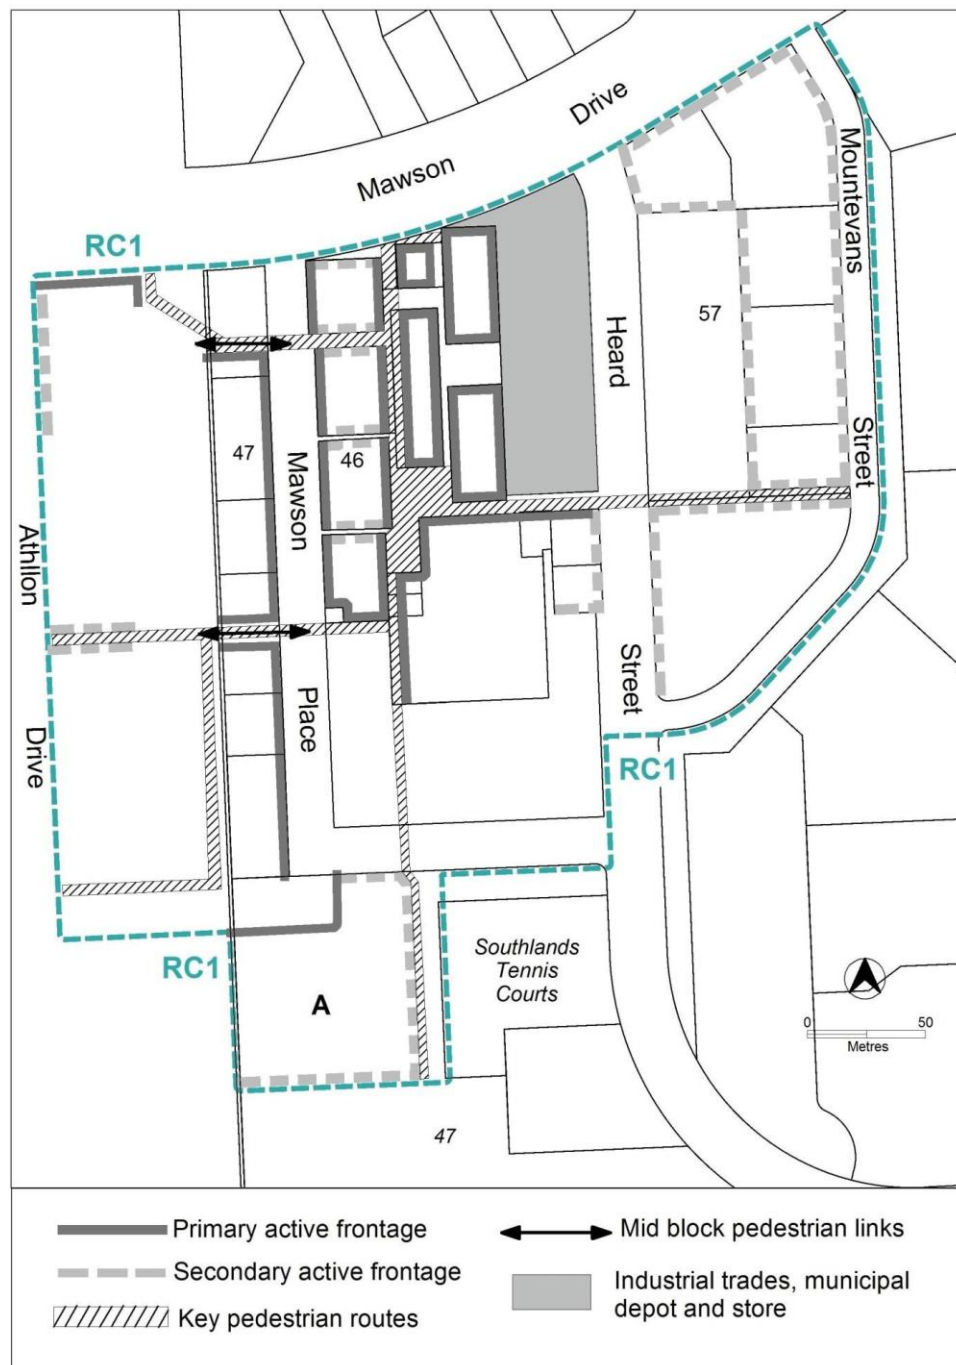 Drive
Mawson
RC1
Mountevans
Street
57
Heard
Street
47
Mawson
Place
46
Athllon
Drive
RC1
RC1
Southlands
Tennis
Courts
A
0 50
Metres
47
Primary active frontage
Secondary active frontage
Key pedestrian routes
Mid block pedestrian links
Industrial trades, municipal
depot and store